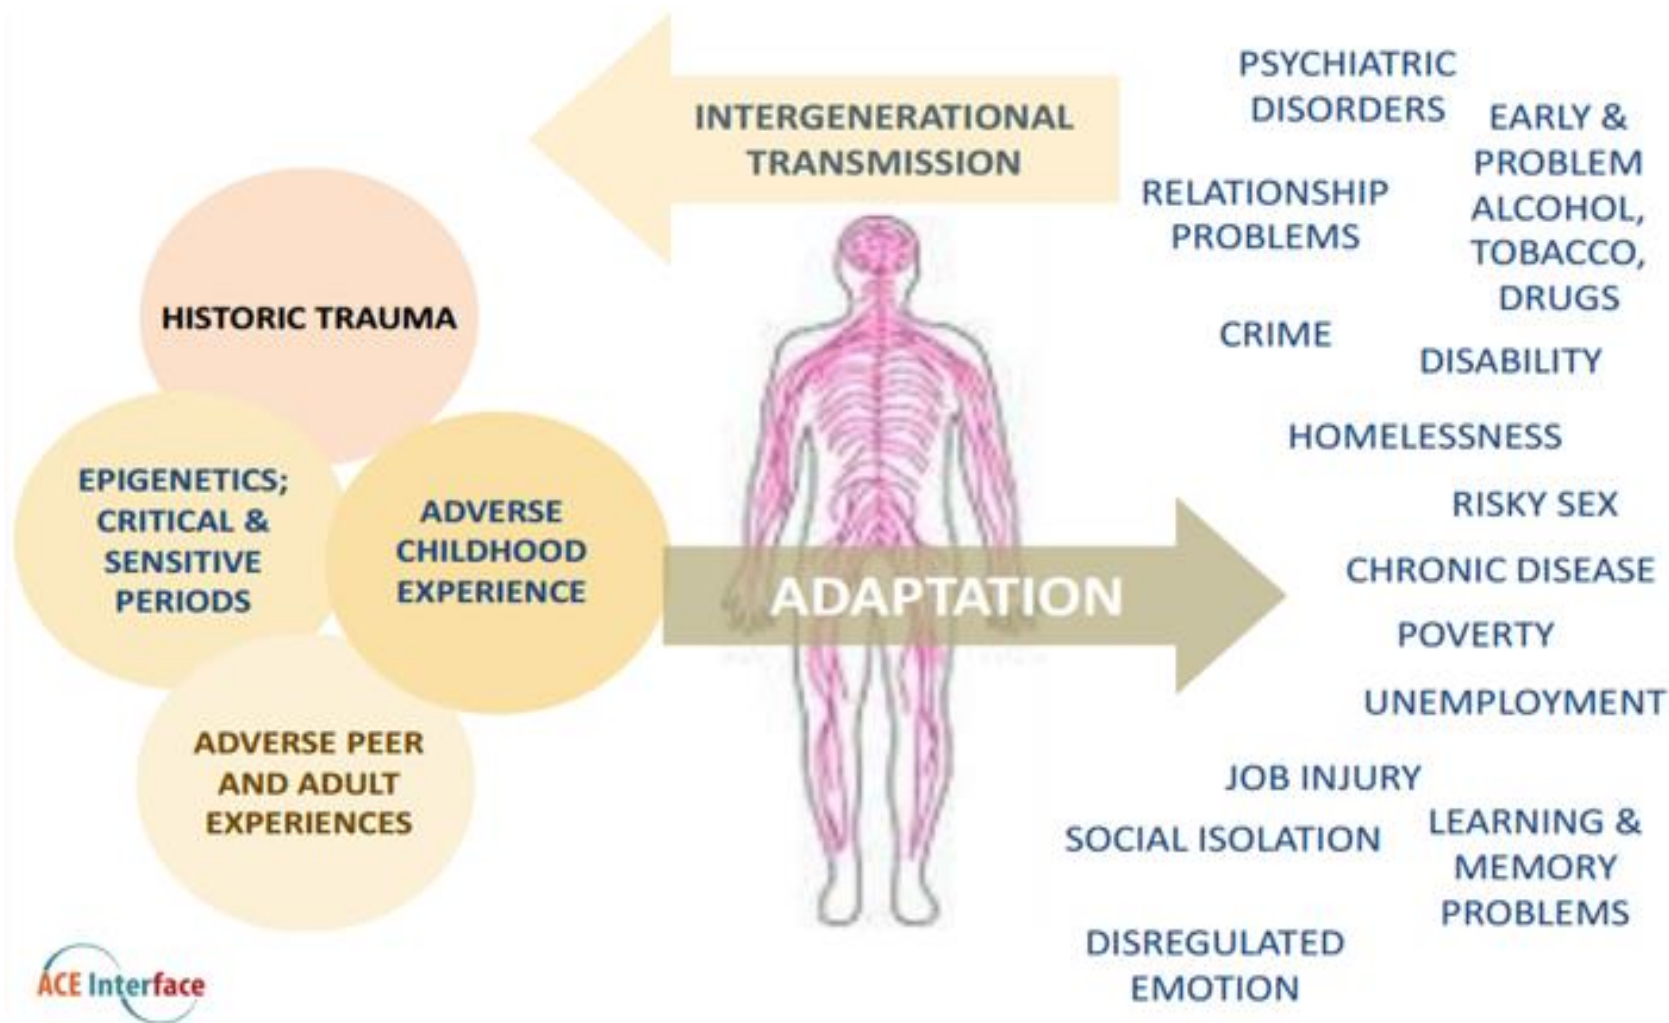 INTERGENERATIONAL
TRANSMISSION
HISTORIC TRAUMA
EPIGENETICS;
CRITICAL &
SENSITIVE
PERIODS
ADVERSE
CHILDHOOD
EXPERIENCE
ADVERSE PEER
AND ADULT
EXPERIENCES
ADAPTATION
PSYCHIATRIC
DISORDERS
EARLY &
PROBLEM
ALCOHOL,
TOBACCO,
DRUGS
RELATIONSHIP
PROBLEMS
CRIME
DISABILITY
HOMELESSNESS
RISKY SEX
CHRONIC DISEASE
POVERTY
UNEMPLOYMENT
JOB INJURY
SOCIAL ISOLATION
LEARNING &
MEMORY
PROBLEMS
DISREGULATED
EMOTION
ACE Interface